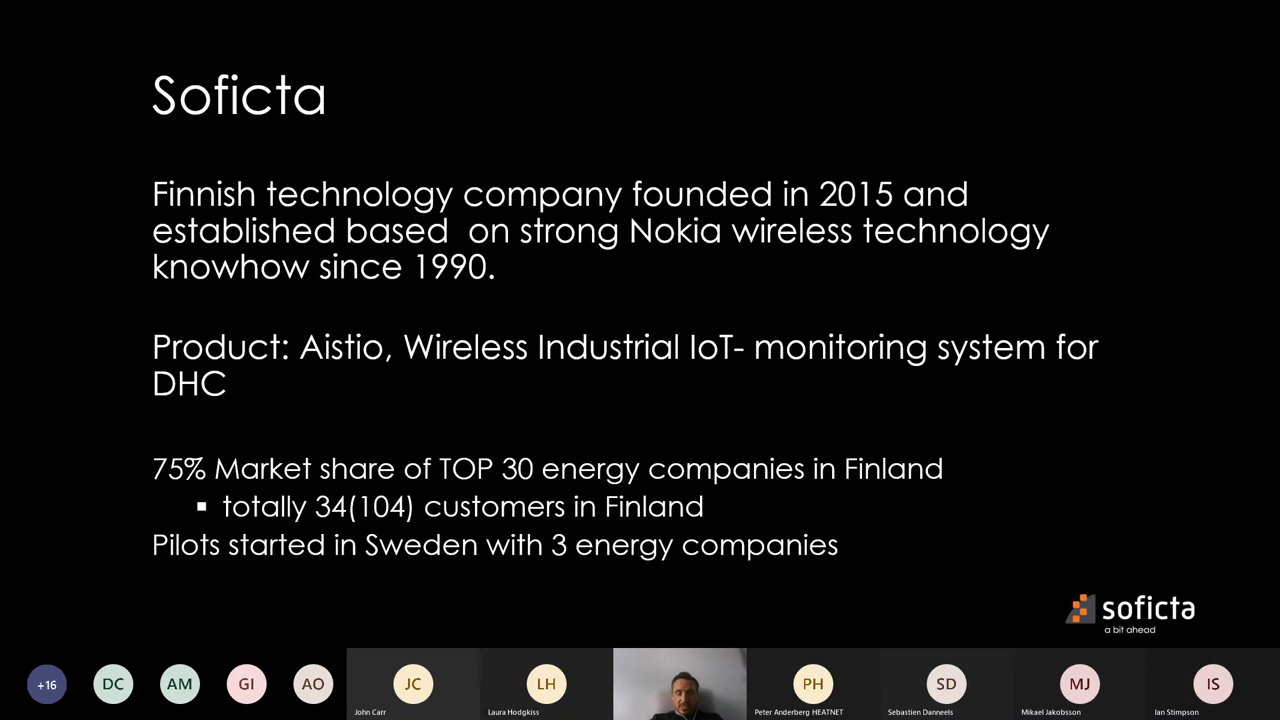 Soficta
Finnish technology company founded in 2015 and
established based  on strong Nokia wireless technology
knowhow since 1990.
Product: Aistio, Wireless Industrial IoT- monitoring system for
DHC
75% Market share of TOP 30 energy companies in Finland
▪ totally 34(104) customers in Finland
Pilots started in Sweden with 3 energy companies
soficta
a bit ahead
+16 DC AM GI AO JC LH PH SD MJ IS
John Carr Laura Hodgkiss Peter Anderberg HEATNET Sebastien Danneels Mikael Jakobsson Ian Stimpson